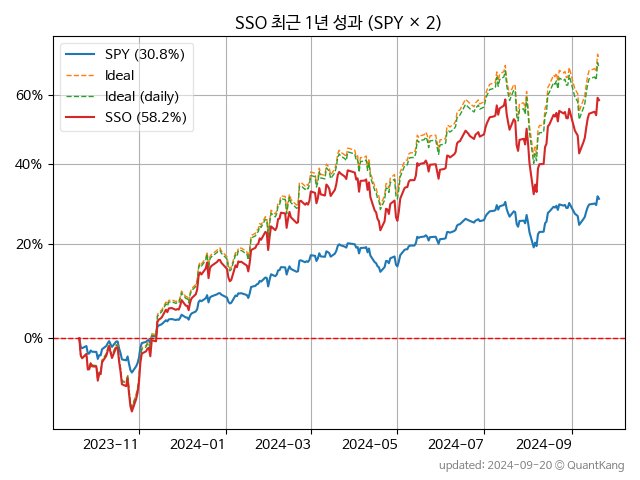 SSO 최근 1년 성과 (SPY × 2)
SPY (30.8%)
Ideal
Ideal (daily)
SSO (58.2%)
60%
40%
20%
0%
2023−11
2024−01
2024−03
2024−05
2024−07
2024−09
updated: 2024-09-20 © QuantKang